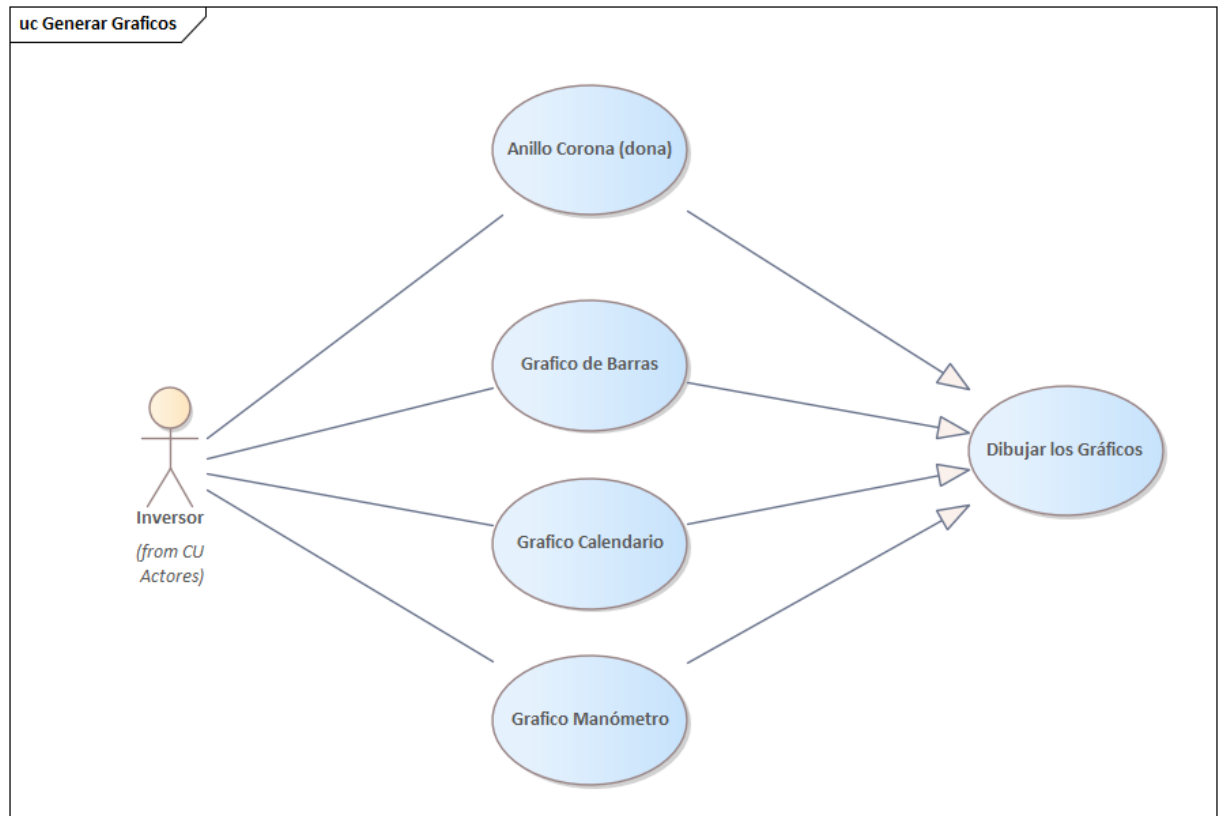 uc Generar Graficos
Anillo Corona (dona)
Grafico de Barras
Inversor
(from CU
Actores)
Dibujar los Gráficos
Grafico Calendario
Grafico Manómetro